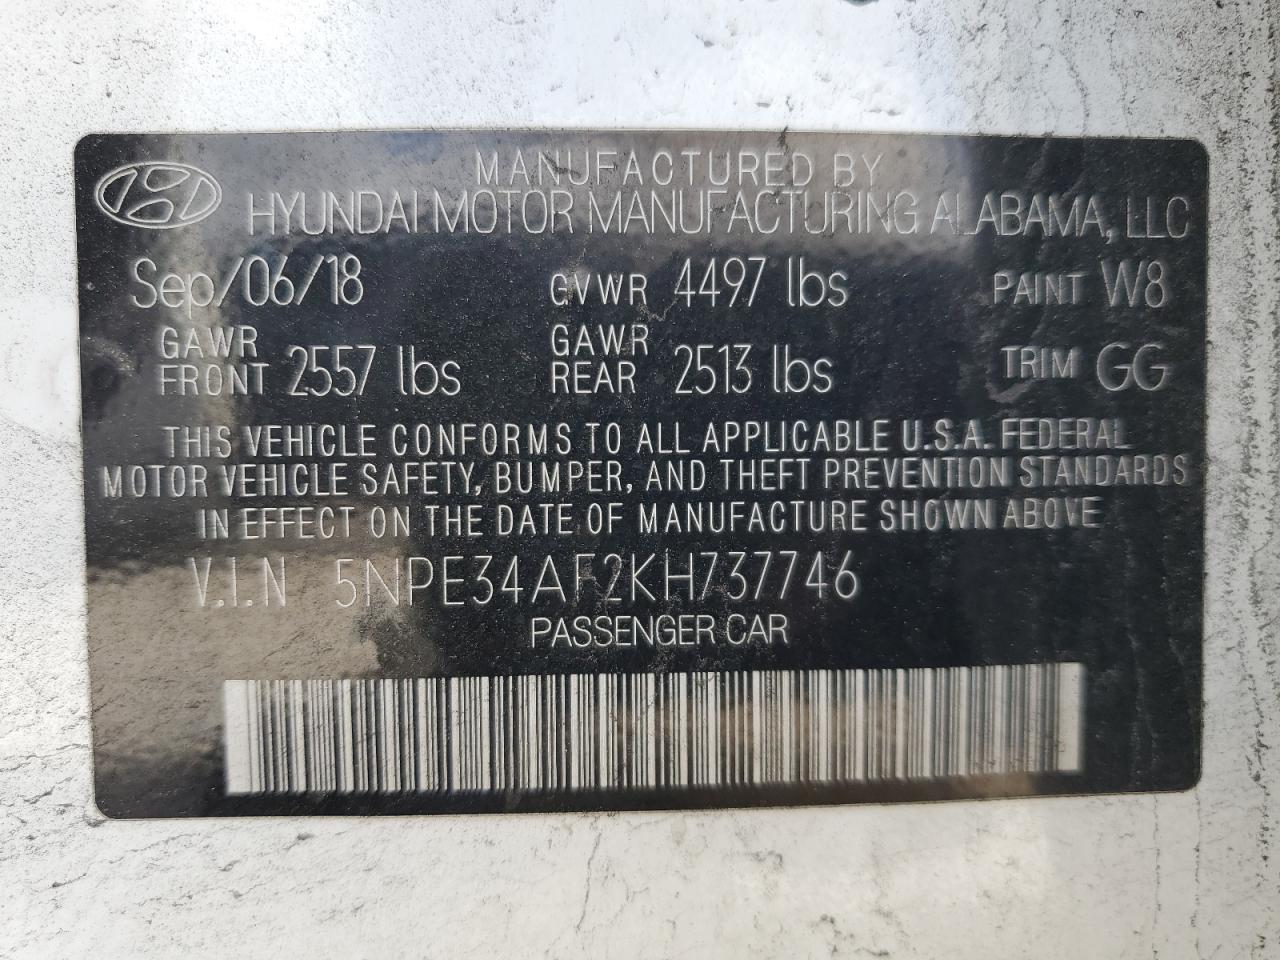 MANUFACTURED BY
HYUNDAI MOTOR MANUFACTURING ALABAMA, LLC
Sep/06/18 GVWR 4497 lbs PAINT W8
GAWR FRONT 2557 lbs GAWR REAR 2513 lbs TRIM GG
THIS VEHICLE CONFORMS TO ALL APPLICABLE U.S.A. FEDERAL
MOTOR VEHICLE SAFETY, BUMPER, AND THEFT PREVENTION STANDARDS
IN EFFECT ON THE DATE OF MANUFACTURE SHOWN ABOVE
V.I.N 5NPE34AF2KH737746
PASSENGER CAR